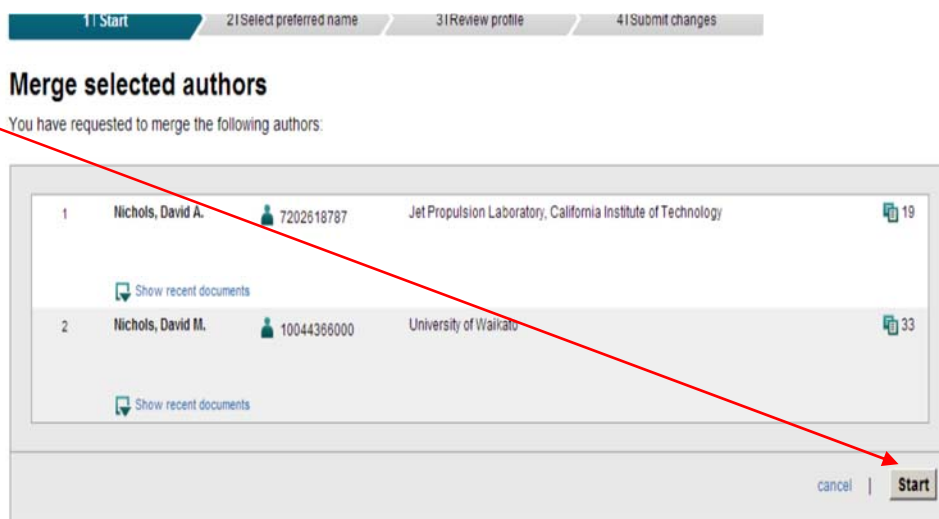 1 | Start 2 | Select preferred name 3 | Review profile 4 | Submit changes
Merge selected authors
You have requested to merge the following authors:
1 Nichols, David A. 7202618787 Jet Propulsion Laboratory, California Institute of Technology 19
Show recent documents
2 Nichols, David M. 10044366000 University of Waikato 33
Show recent documents
cancel | Start